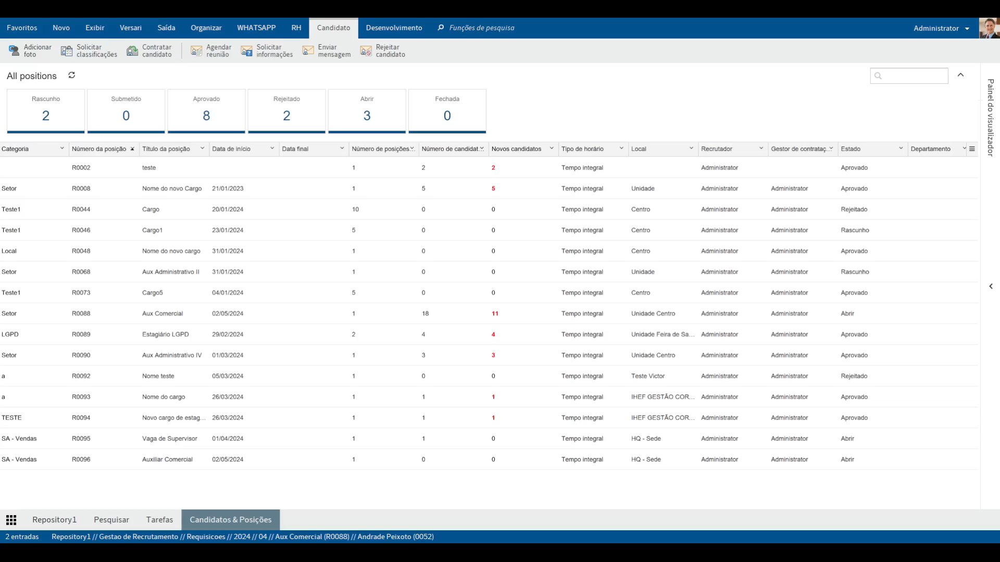 Favoritos Novo Exibir Versari Saída Organizar WHATSAPP RH Candidato Desenvolvimento Funções de pesquisa Administrator
Adicionar foto Solicitar classificações Contratar candidato Agendar reunião Solicitar informações Enviar mensagem Rejeitar candidato
All positions
Painel do visualizador
Rascunho Submetido Aprovado Rejeitado Abrir Fechada
2 0 8 2 3 0
Categoria Número da posição Título da posição Data de início Data final Número de posições... Número de candidat... Novos candidatos Tipo de horário Local Recrutador Gestor de contrataç... Estado Departamento
R0002 teste 1 2 2 Tempo integral Administrator Aprovado
Setor R0008 Nome do novo Cargo 21/01/2023 1 5 5 Tempo integral Unidade Administrator Administrator Aprovado
Teste1 R0044 Cargo 20/01/2024 10 0 0 Tempo integral Centro Administrator Administrator Rejeitado
Teste1 R0046 Cargo1 23/01/2024 5 0 0 Tempo integral Centro Administrator Administrator Rascunho
Local R0048 Nome do novo cargo 31/01/2024 1 0 0 Tempo integral Centro Administrator Administrator Aprovado
Setor R0068 Aux Administrativo II 31/01/2024 1 0 0 Tempo integral Unidade Administrator Administrator Rascunho
Teste1 R0073 Cargo5 04/01/2024 5 0 0 Tempo integral Centro Administrator Administrator Aprovado
Setor R0088 Aux Comercial 02/05/2024 1 18 11 Tempo integral Unidade Centro Administrator Administrator Abrir
LGPD R0089 Estagiário LGPD 29/02/2024 2 4 4 Tempo integral Unidade Feira de Sa... Administrator Administrator Aprovado
Setor R0090 Aux Administrativo IV 01/03/2024 1 3 3 Tempo integral Unidade Centro Administrator Administrator Aprovado
a R0092 Nome teste 05/03/2024 1 0 0 Tempo integral Teste Victor Administrator Administrator Rejeitado
a R0093 Nome do cargo 26/03/2024 1 1 1 Tempo integral IHEF GESTÃO COR... Administrator Administrator Aprovado
TESTE R0094 Novo cargo de estag... 26/03/2024 1 1 1 Tempo integral IHEF GESTÃO COR... Administrator Administrator Aprovado
SA - Vendas R0095 Vaga de Supervisor 01/04/2024 1 1 0 Tempo integral HQ - Sede Administrator Administrator Abrir
SA - Vendas R0096 Auxiliar Comercial 02/05/2024 1 0 0 Tempo integral HQ - Sede Administrator Administrator Abrir
Repository1 Pesquisar Tarefas Candidatos & Posições
2 entradas Repository1 // Gestao de Recrutamento // Requisicoes // 2024 // 04 // Aux Comercial (R0088) // Andrade Peixoto (0052)